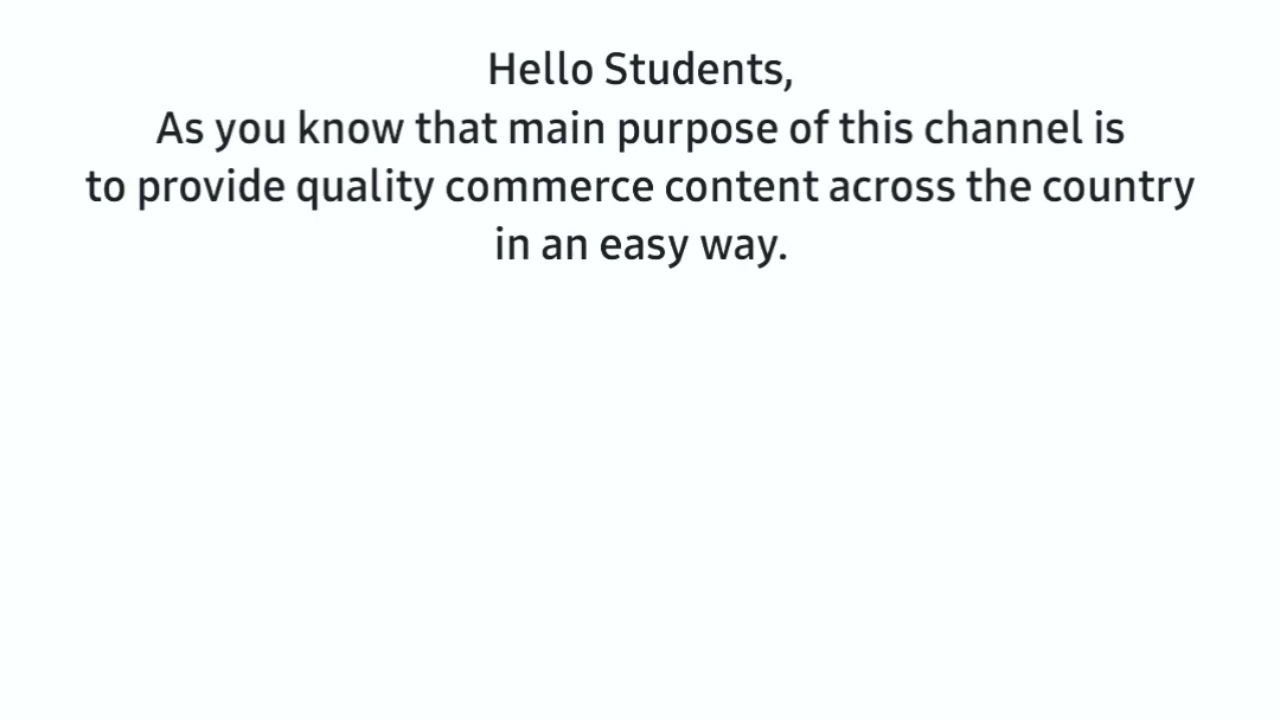 Hello Students,
As you know that main purpose of this channel is
to provide quality commerce content across the country
in an easy way.